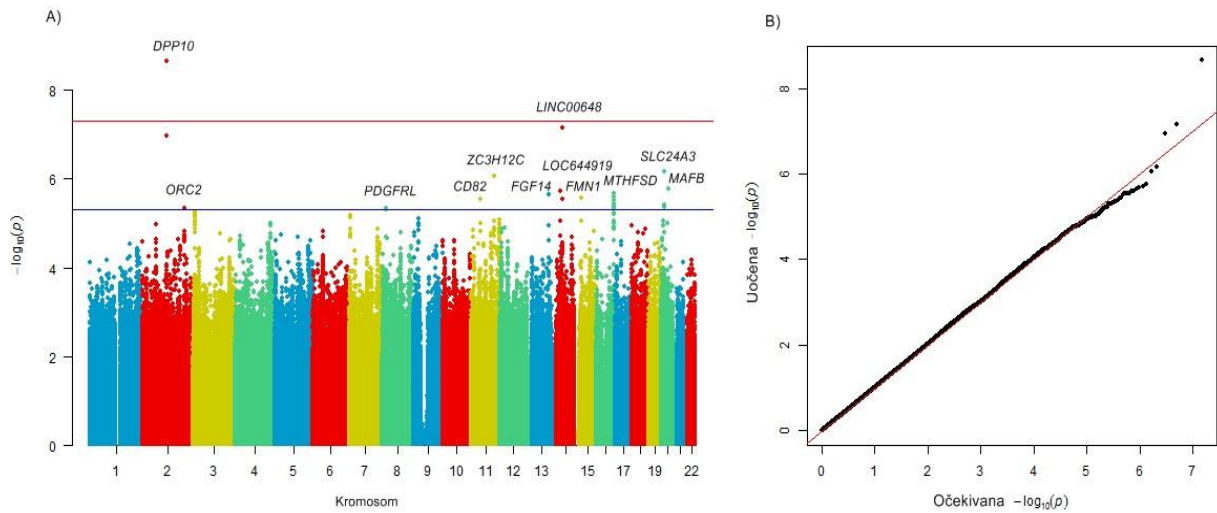 A)
DPP10
LINC00648
ZC3H12C
LOC644919
SLC24A3
ORC2
PDGFRL
CD82
FGF14
FMN1
MTHFSD
MAFB
−log10(p)
0
2
4
6
8
1 2 3 4 5 6 7 8 9 10 11 12 13 15 17 19 22
Kromosom
B)
Uočena −log10(p)
0
2
4
6
8
0 1 2 3 4 5 6 7
Očekivana −log10(p)